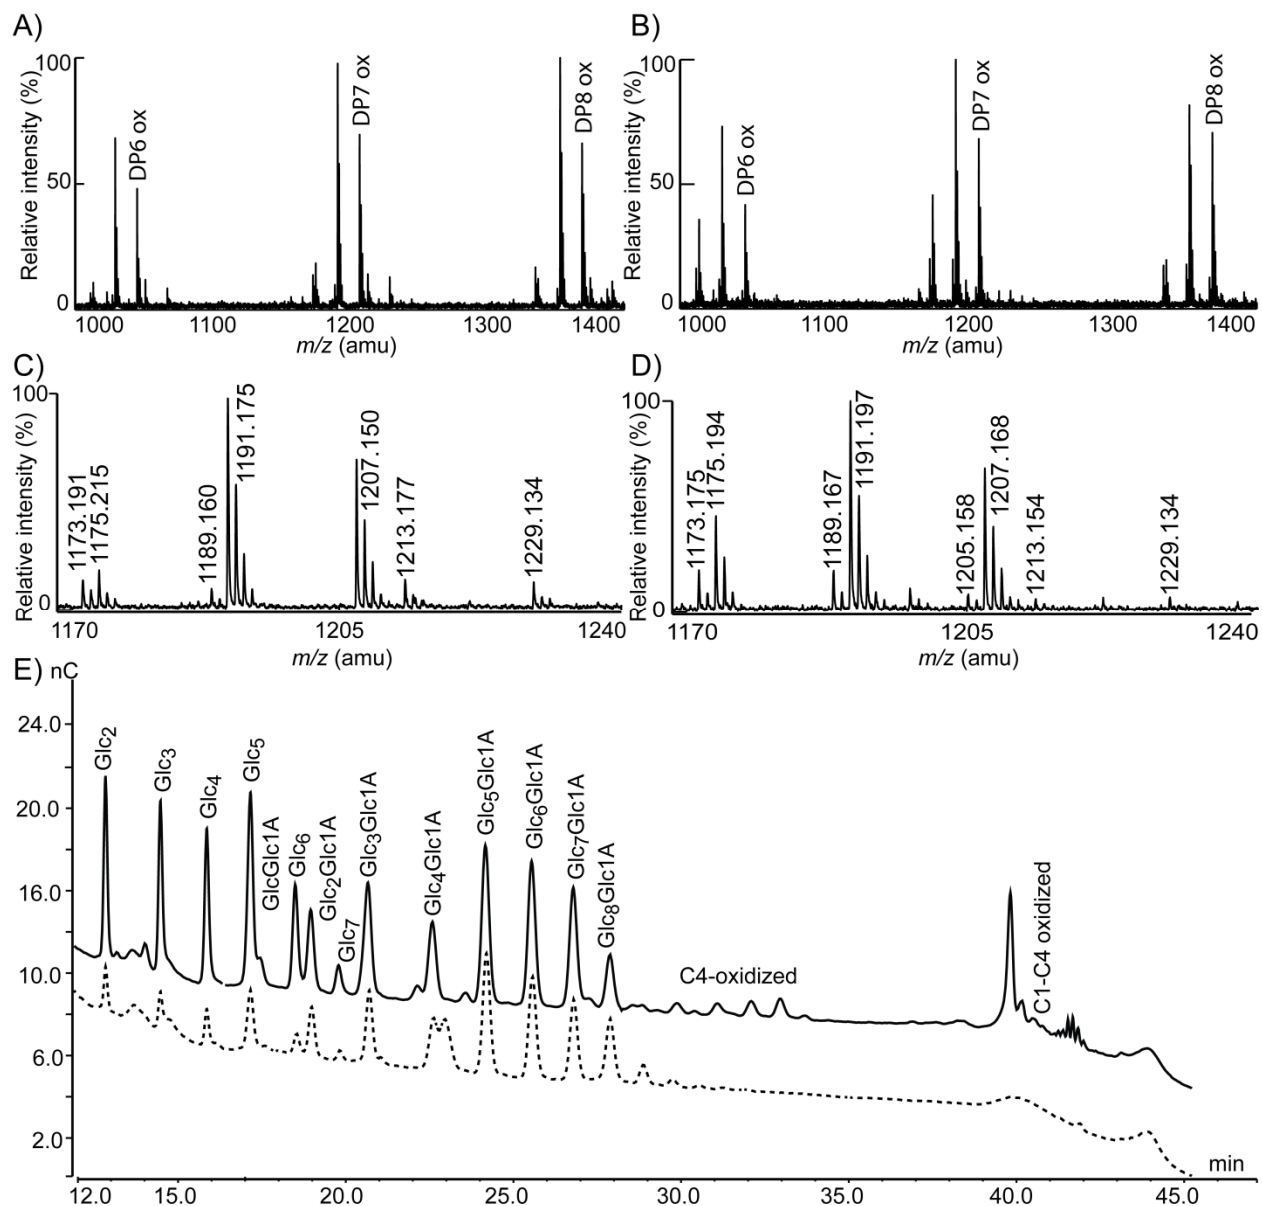 A)
Relative intensity (%)
100
50
0
DP6 ox
DP7 ox
DP8 ox
1000 1100 1200 1300 1400
m/z (amu)
B)
Relative intensity (%)
100
50
0
DP6 ox
DP7 ox
DP8 ox
1000 1100 1200 1300 1400
m/z (amu)
C)
Relative intensity (%)
100
0
1173.191
1175.215
1189.160
1191.175
1207.150
1213.177
1229.134
1170 1205 1240
m/z (amu)
D)
Relative intensity (%)
100
0
1173.175
1175.194
1189.167
1191.197
1205.158
1207.168
1213.154
1229.134
1170 1205 1240
m/z (amu)
E)
nC
24.0
20.0
16.0
10.0
6.0
2.0
Glc2
Glc3
Glc4
Glc5
GlcGlc1A
Glc6
Glc2Glc1A
Glc7
Glc3Glc1A
Glc4Glc1A
Glc5Glc1A
Glc6Glc1A
Glc7Glc1A
Glc8Glc1A
C4-oxidized
C1-C4 oxidized
min
12.0 15.0 20.0 25.0 30.0 35.0 40.0 45.0